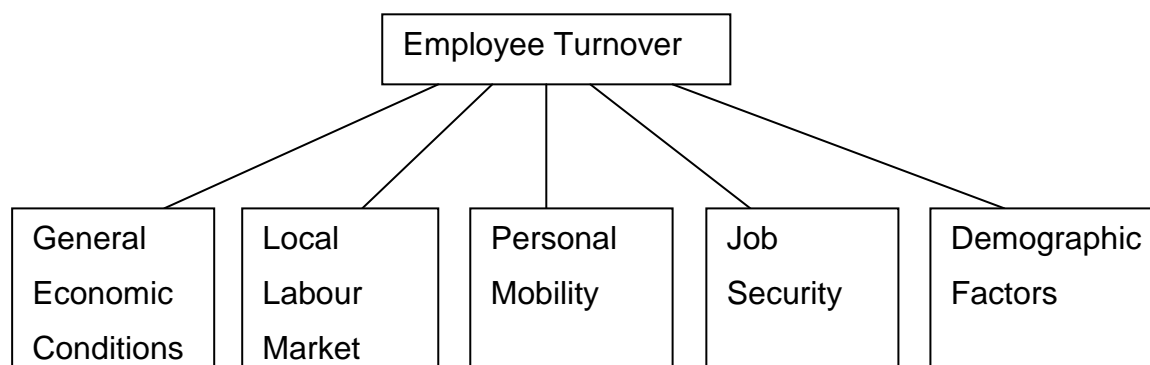 Employee Turnover
General
Economic
Conditions
Local
Labour
Market
Personal
Mobility
Job
Security
Demographic
Factors